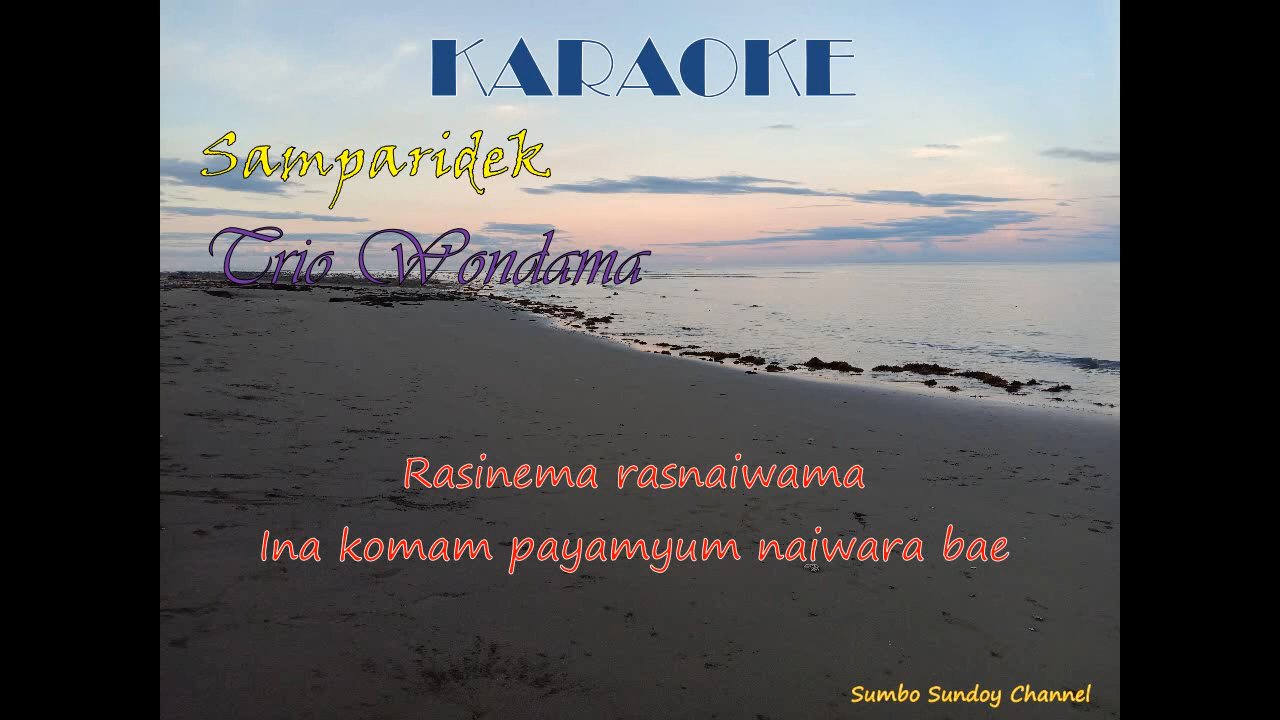 KARAOKE
Samparidek
Trio Wondama
Rasinema rasnaiwama
Ina komam payamyum naiwara bae
Sumbo Sundoy Channel